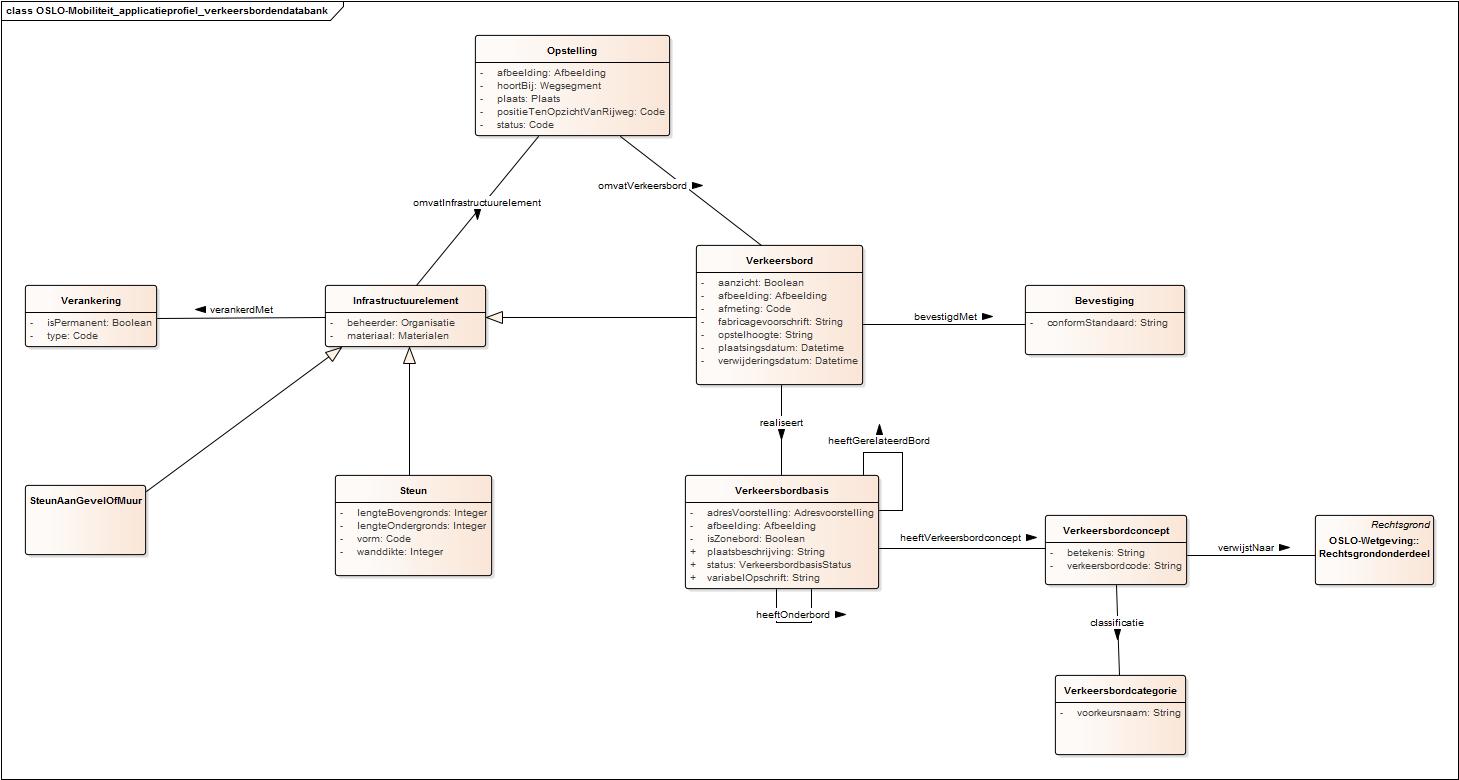 class OSLO-Mobiliteit_applicatieprofiel_verkeersbordendatabank
Opstelling
- afbeelding: Afbeelding
- hoortBij: Wegsegment
- plaats: Plaats
- positieTenOpzichtVanRijweg: Code
- status: Code
omvatInfrastructuurelement
omvatVerkeersbord
Verankering
- isPermanent: Boolean
- type: Code
verankerdMet
Infrastructuurelement
- beheerder: Organisatie
- materiaal: Materialen
Verkeersbord
- aanzicht: Boolean
- afbeelding: Afbeelding
- afmeting: Code
- fabricagevoorschrift: String
- opstelhoogte: String
- plaatsingsdatum: Datetime
- verwijderingsdatum: Datetime
bevestigdMet
Bevestiging
- conformStandaard: String
realiseert
heeftGerelateerdBord
SteunAanGevelOfMuur
Steun
- lengteBovengronds: Integer
- lengteOndergronds: Integer
- vorm: Code
- wanddikte: Integer
Verkeersbordbasis
- adresVoorstelling: Adresvoorstelling
- afbeelding: Afbeelding
- isZonebord: Boolean
+ plaatsbeschrijving: String
+ status: VerkeersbordbasisStatus
+ variabelOpschrift: String
heeftOnderbord
heeftVerkeersbordconcept
Verkeersbordconcept
- betekenis: String
- verkeersbordcode: String
verwijstNaar
Rechtsgrond
OSLO-Wetgeving::
Rechtsgrondonderdeel
classificatie
Verkeersbordcategorie
- voorkeursnaam: String